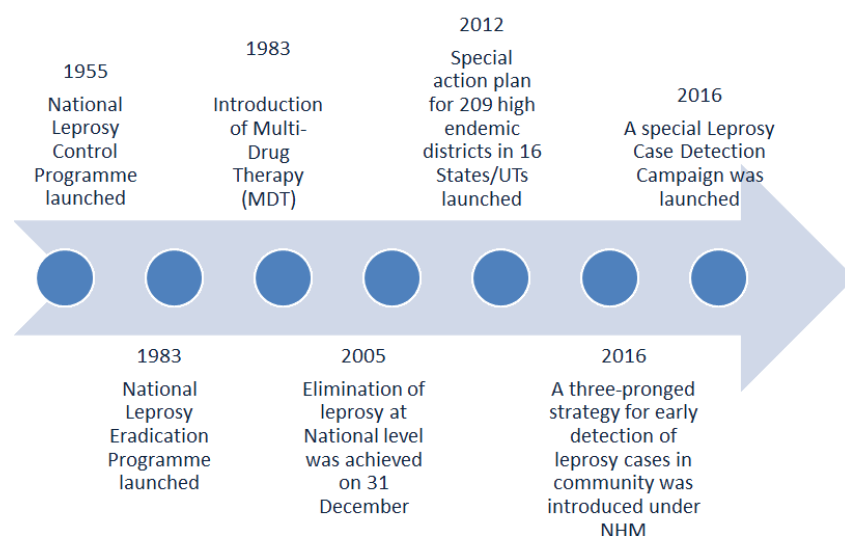 1955
National
Leprosy
Control
Programme
launched
1983
National
Leprosy
Eradication
Programme
launched
1983
Introduction
of Multi-
Drug
Therapy
(MDT)
2005
Elimination of
leprosy at
National level
was achieved
on 31
December
2012
Special
action plan
for 209 high
endemic
districts in 16
States/UTs
launched
2016
A three-pronged
strategy for early
detection of
leprosy cases in
community was
introduced under
NHM
2016
A special Leprosy
Case Detection
Campaign was
launched